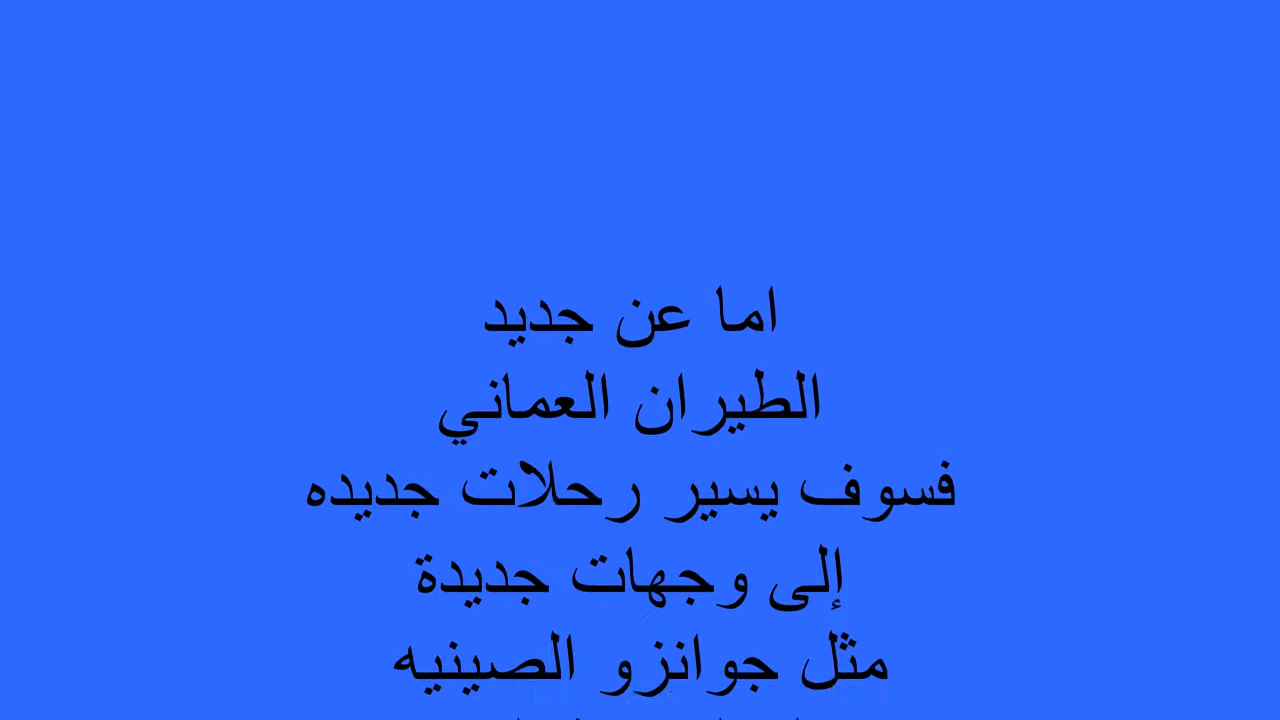 اما عن جديد
الطيران العماني
فسوف يسير رحلات جديده
إلى وجهات جديدة
مثل جوانزو الصينيه